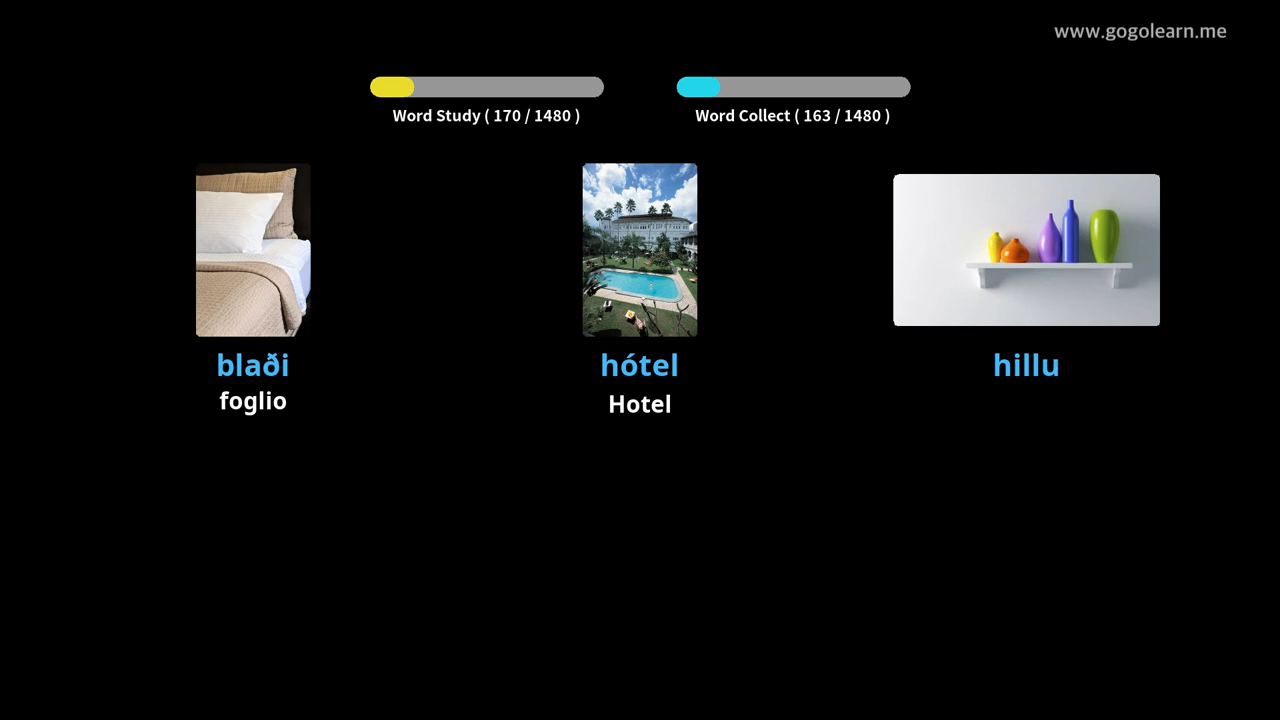 www.gogolearn.me
Word Study ( 170 / 1480 )
Word Collect ( 163 / 1480 )
blaði
foglio
hótel
Hotel
hillu